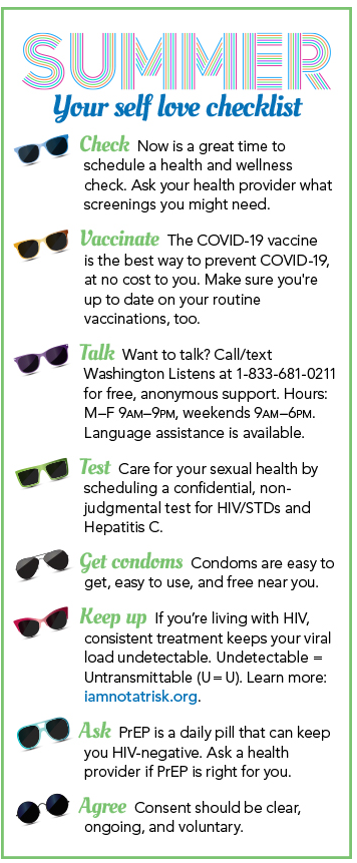 SUMMER
Your self love checklist
Check Now is a great time to
schedule a health and wellness
check. Ask your health provider what
screenings you might need.
Vaccinate The COVID-19 vaccine
is the best way to prevent COVID-19,
at no cost to you. Make sure you're
up to date on your routine
vaccinations, too.
Talk Want to talk? Call/text
Washington Listens at 1-833-681-0211
for free, anonymous support. Hours:
M–F 9AM–9PM, weekends 9AM–6PM.
Language assistance is available.
Test Care for your sexual health by
scheduling a confidential, non-
judgmental test for HIV/STDs and
Hepatitis C.
Get condoms Condoms are easy to
get, easy to use, and free near you.
Keep up If you’re living with HIV,
consistent treatment keeps your viral
load undetectable. Undetectable =
Untransmittable (U=U). Learn more:
iamnotatrisk.org.
Ask PrEP is a daily pill that can keep
you HIV-negative. Ask a health
provider if PrEP is right for you.
Agree Consent should be clear,
ongoing, and voluntary.